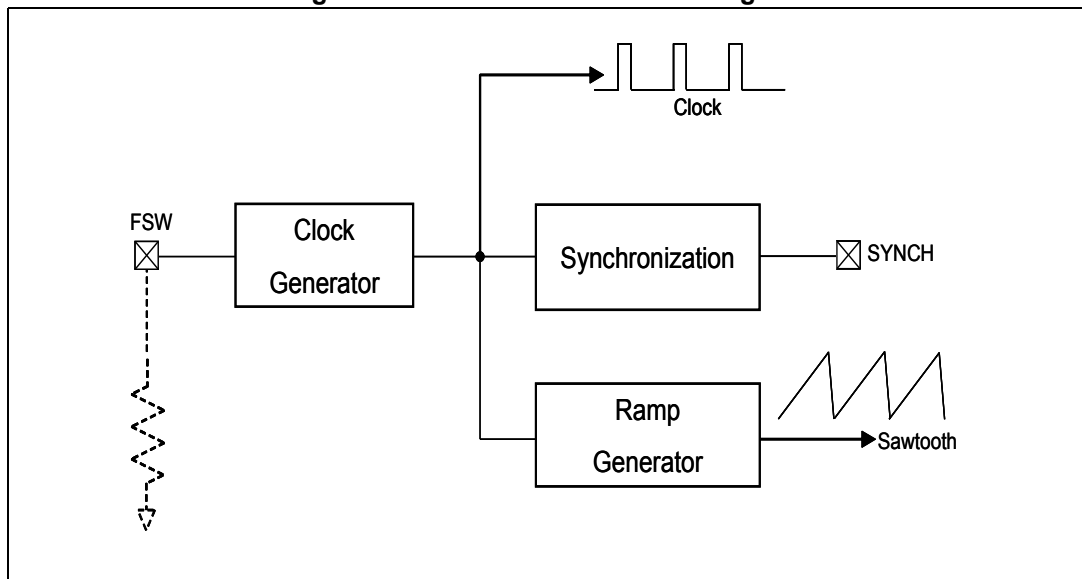 Clock
FSW
Clock
Generator
Synchronization
SYNCH
Ramp
Generator
Sawtooth